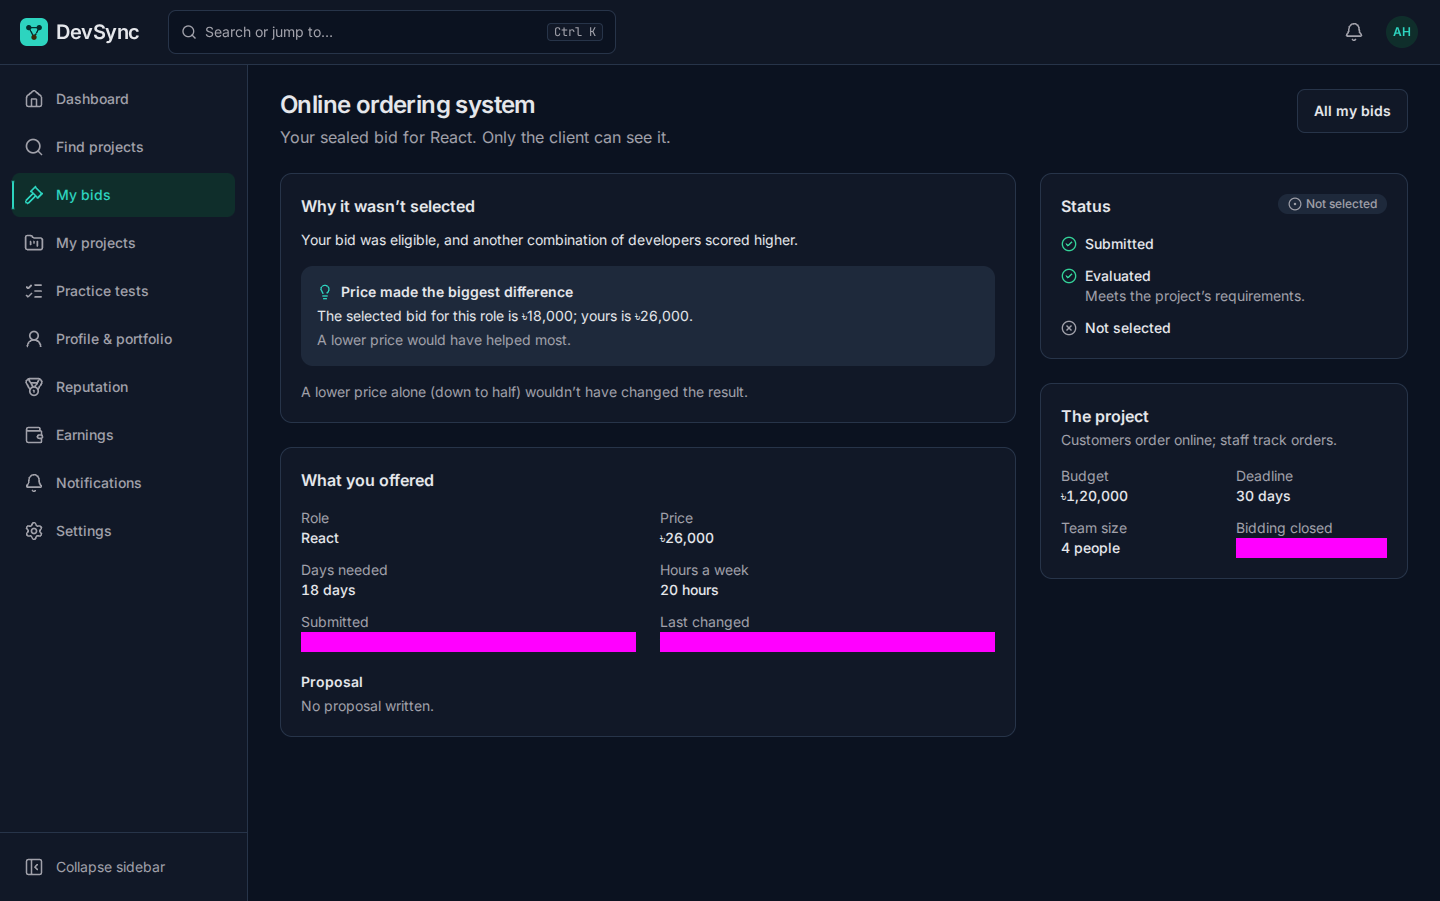 DevSync
Search or jump to...
Ctrl K
AH
Dashboard
Find projects
My bids
My projects
Practice tests
Profile & portfolio
Reputation
Earnings
Notifications
Settings
Collapse sidebar
Online ordering system
Your sealed bid for React. Only the client can see it.
All my bids
Why it wasn’t selected
Your bid was eligible, and another combination of developers scored higher.
Price made the biggest difference
The selected bid for this role is ৳18,000; yours is ৳26,000.
A lower price would have helped most.
A lower price alone (down to half) wouldn’t have changed the result.
What you offered
Role
React
Price
৳26,000
Days needed
18 days
Hours a week
20 hours
Submitted
Last changed
Proposal
No proposal written.
Status
Not selected
Submitted
Evaluated
Meets the project’s requirements.
Not selected
The project
Customers order online; staff track orders.
Budget
৳1,20,000
Deadline
30 days
Team size
4 people
Bidding closed